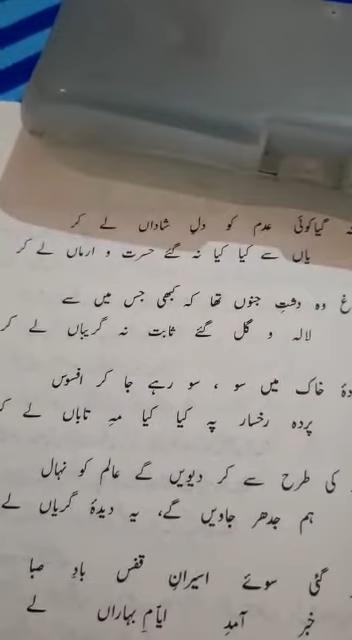 نہ گیا کوئی عدم کو دلِ شاداں لے کر
یاں سے کیا کیا نہ گئے حسرت و ارماں لے کر
وہ دشتِ جنوں تھا کہ کبھی جس میں سے
لالہ و گل گئے ثابت نہ گریباں لے کر
خاک میں سو ، سو رہے جا کر افسوس
پردہ رخسار پہ کیا کیا مہِ تاباں لے کر
کی طرح سے کر دیویں گے عالم کو نہال
ہم جدھر جاویں گے، یہ دیدۂ گریاں لے
گئی سوئے اسیرانِ قفس بادِ صبا
خبر آمدِ ایّامِ بہاراں لے